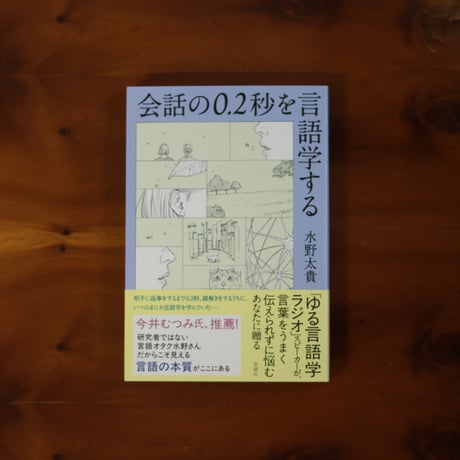 会話の0.2秒を言語学する
水野太貴
相手に返事をするまで0.2秒。謎解きをするうちに、
いつのまにか言語学を学んでいた…
今井むつみ氏、推薦！
研究者ではない
言語オタク水野さん
だからこそ見える
言語の本質がここにある
「ゆる言語学
ラジオ」スピーカーが、
言葉をうまく
伝えられずに悩む
あなたに贈る
新潮社